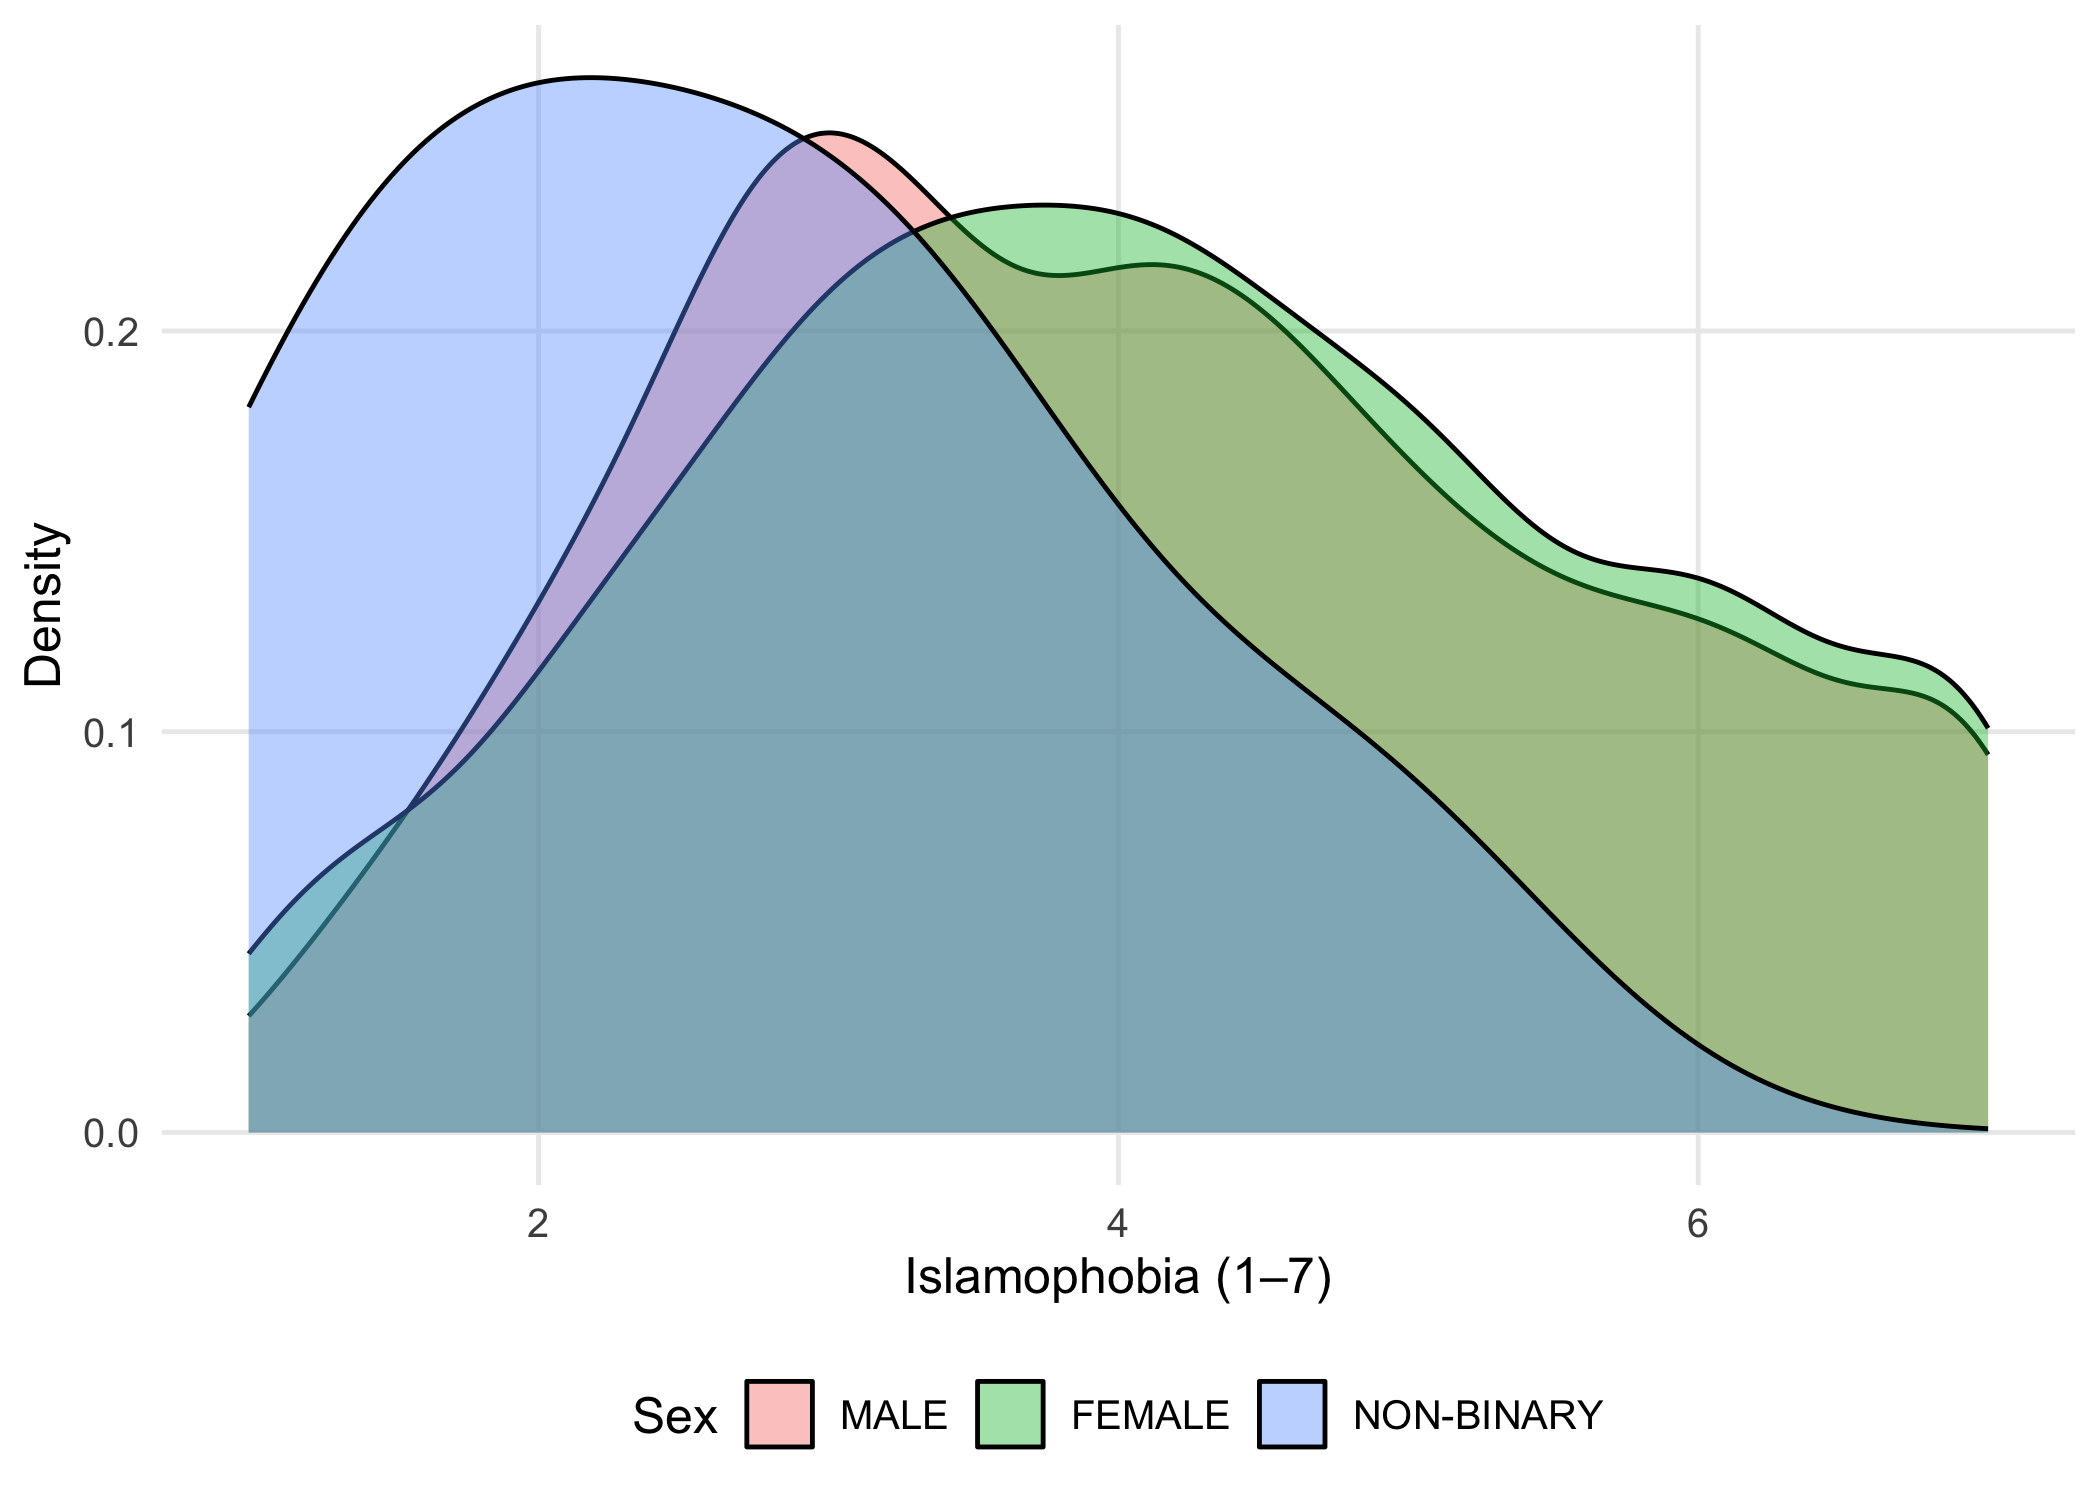 Density
0.2
0.1
0.0
2 4 6
Islamophobia (1–7)
Sex MALE FEMALE NON-BINARY